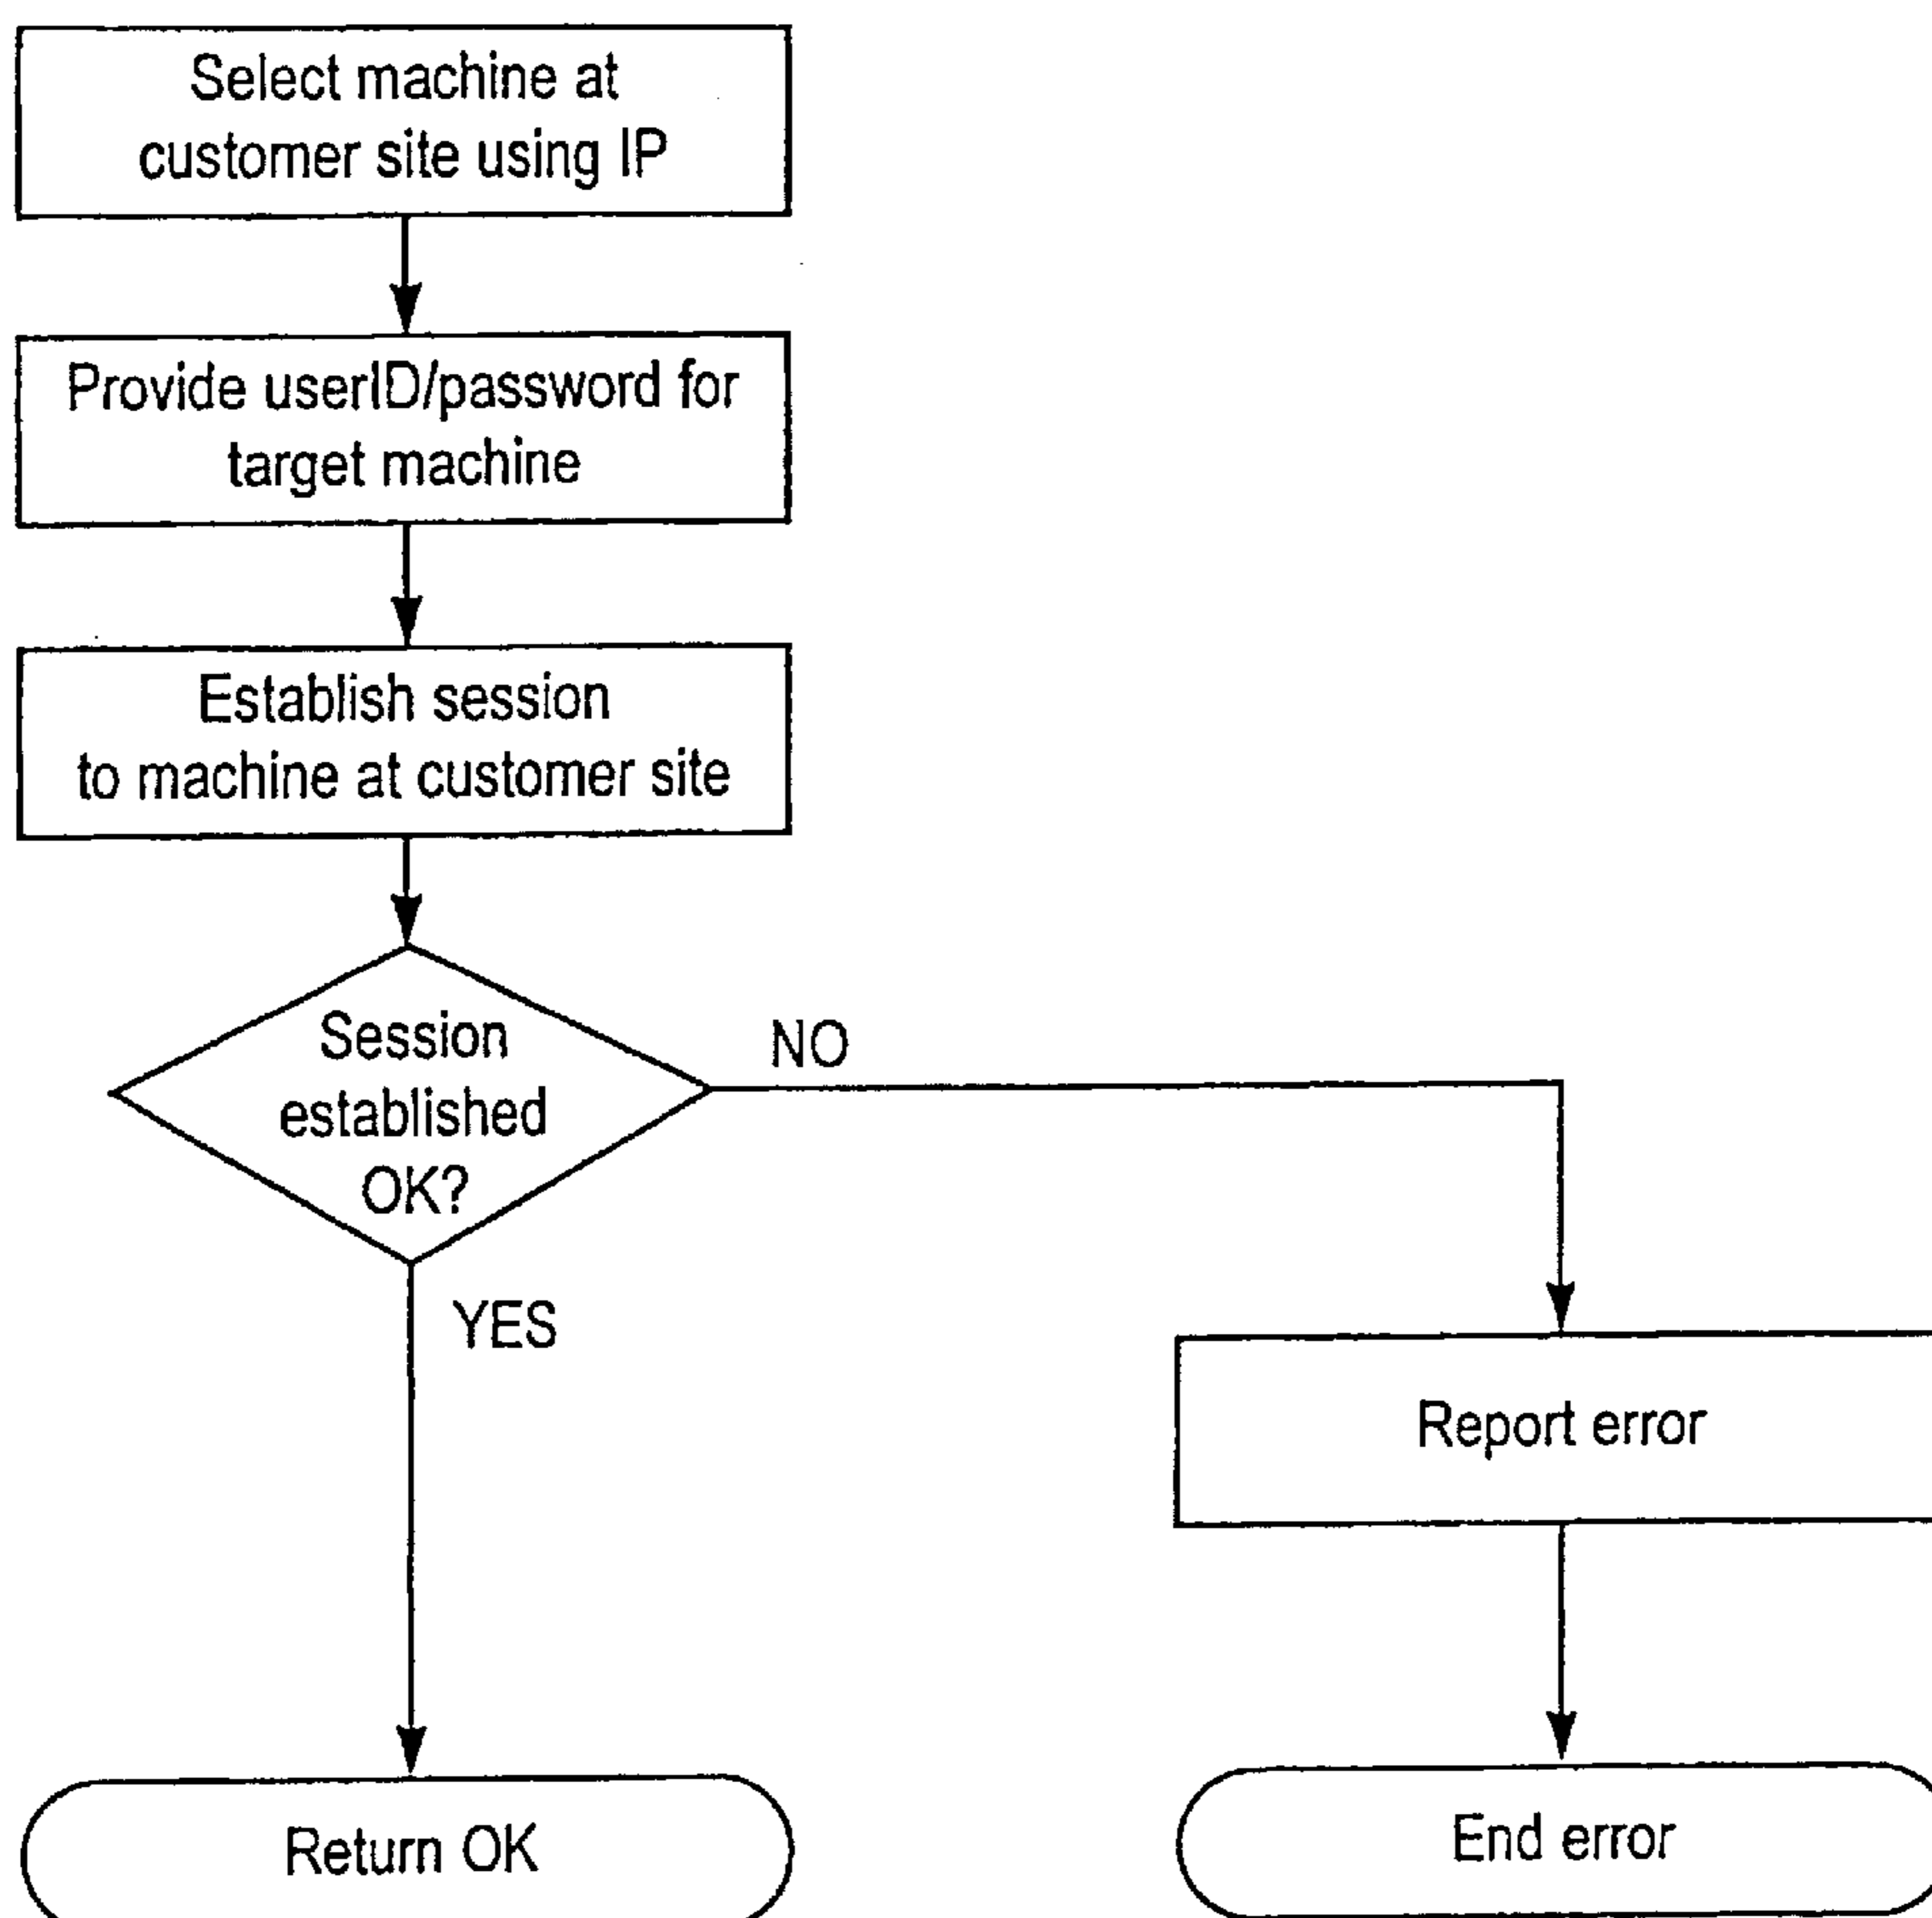 Select machine at
customer site using IP
Provide userID/password for
target machine
Establish session
to machine at customer site
Session
established
OK?
NO
YES
Report error
Return OK
End error